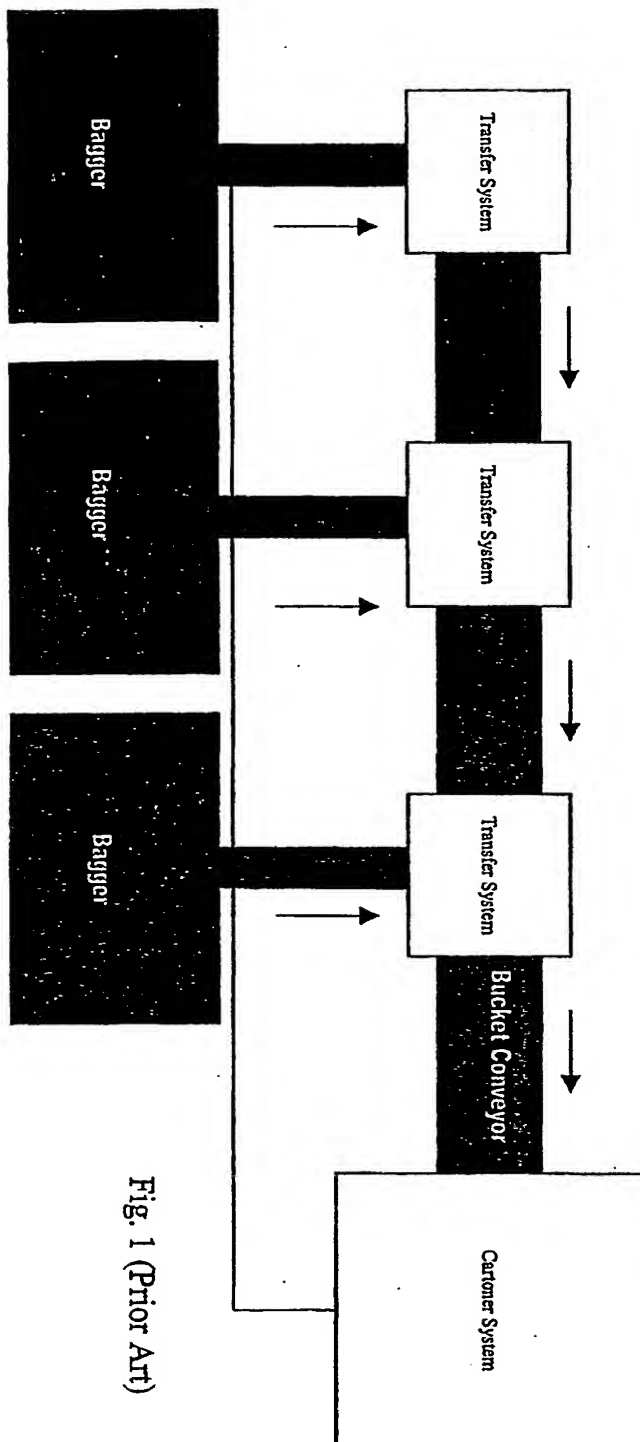 Transfer System
Transfer System
Transfer System
Bucket Conveyor
Cartoner System
Bagger
Bagger
Bagger
Fig. 1 (Prior Art)